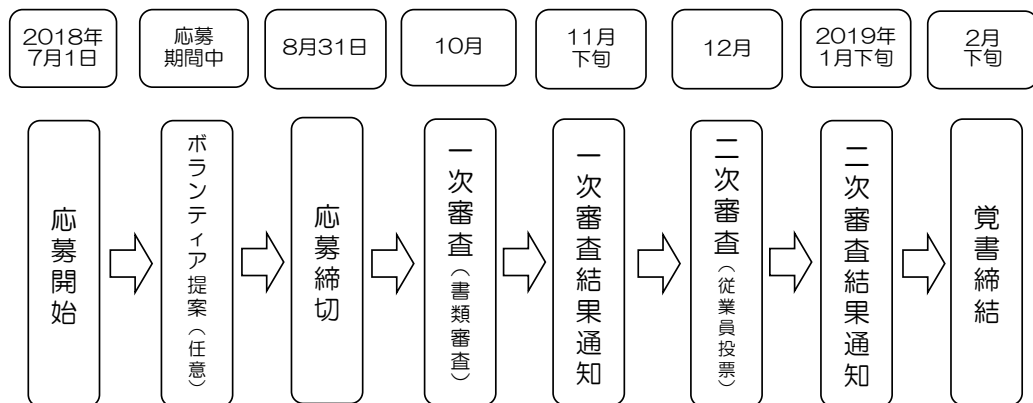 2018年
7月1日
応募
期間中
8月31日
10月
11月
下旬
12月
2019年
1月下旬
2月
下旬
応募開始
ボランティア提案（任意）
応募締切
一次審査（書類審査）
一次審査結果通知
二次審査（従業員投票）
二次審査結果通知
覚書締結